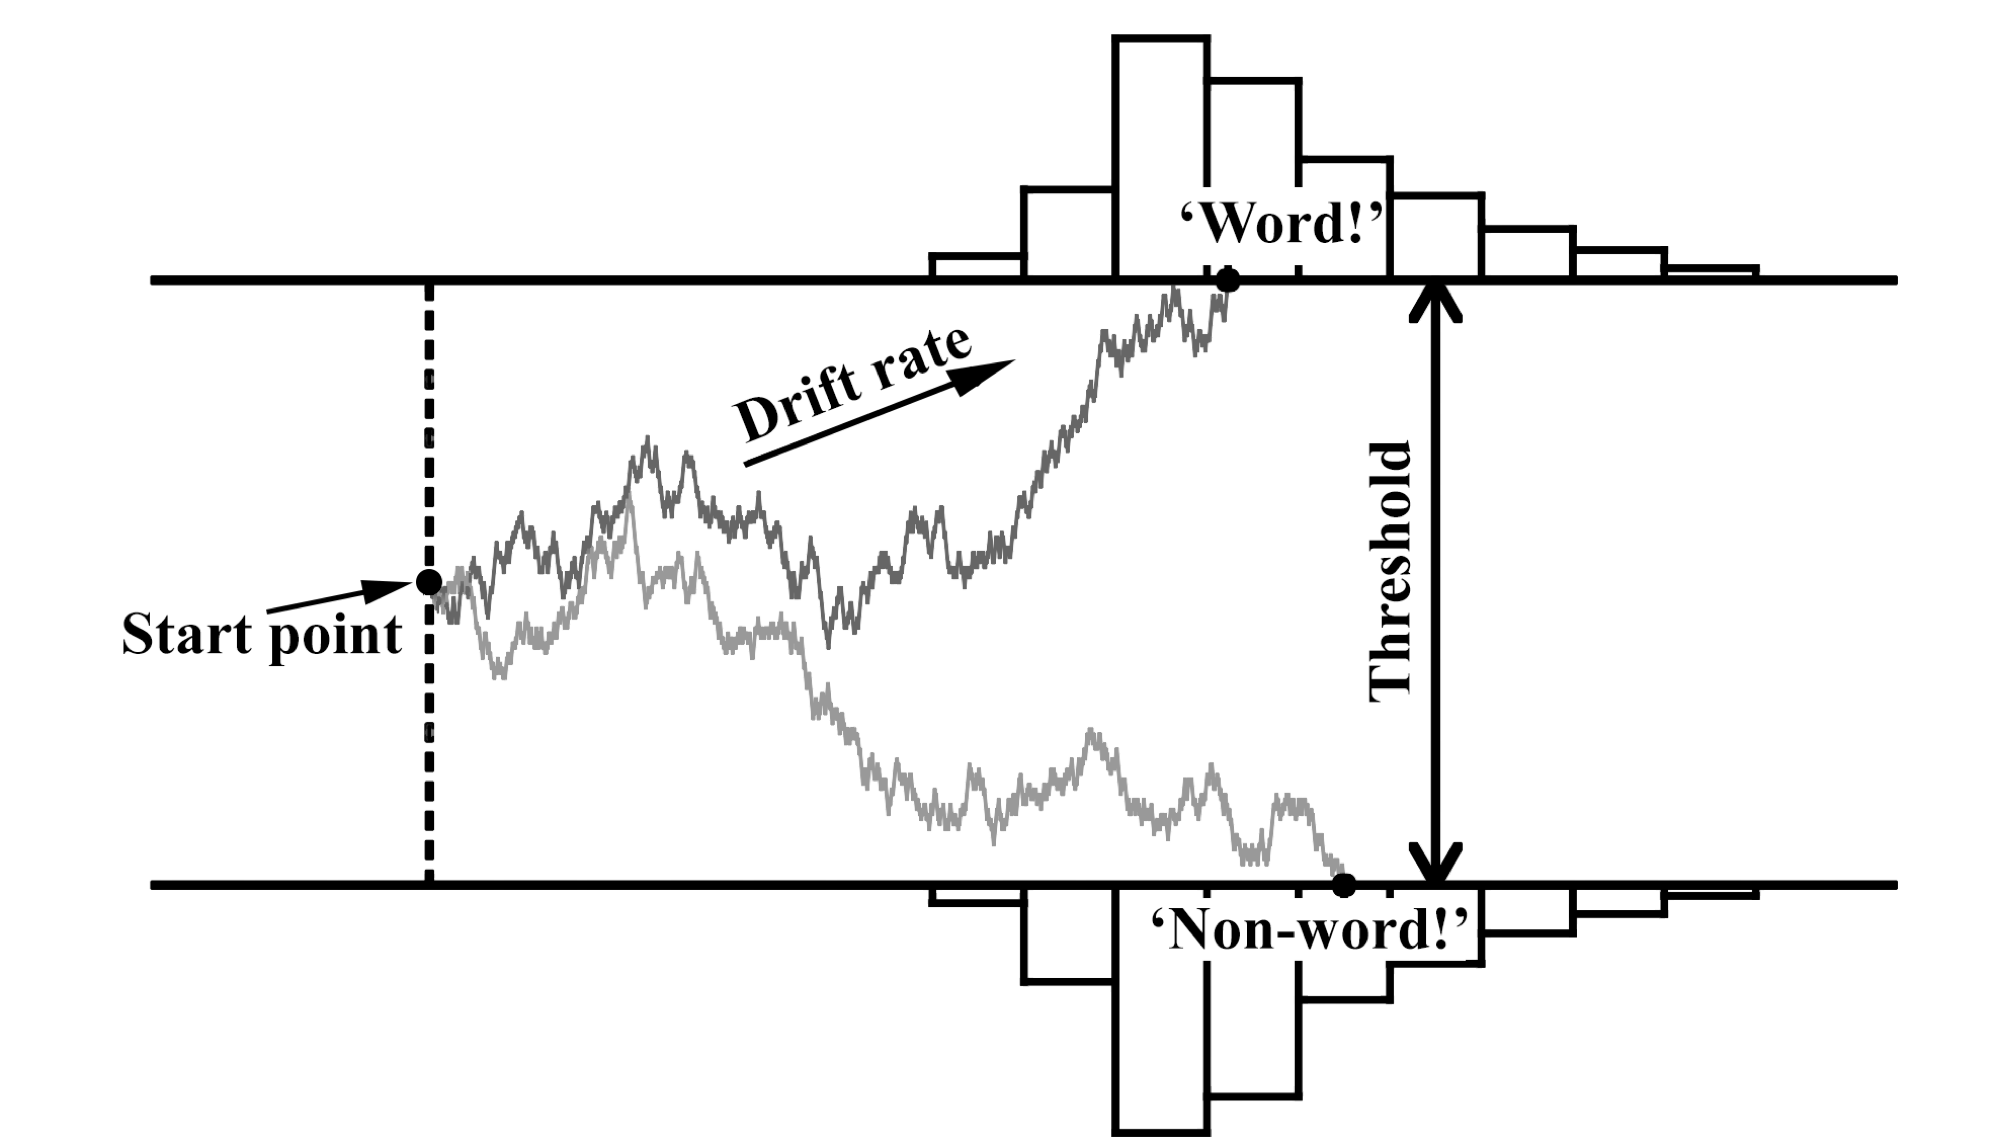 ‘Word!’
Drift rate
Threshold
Start point
‘Non-word!’